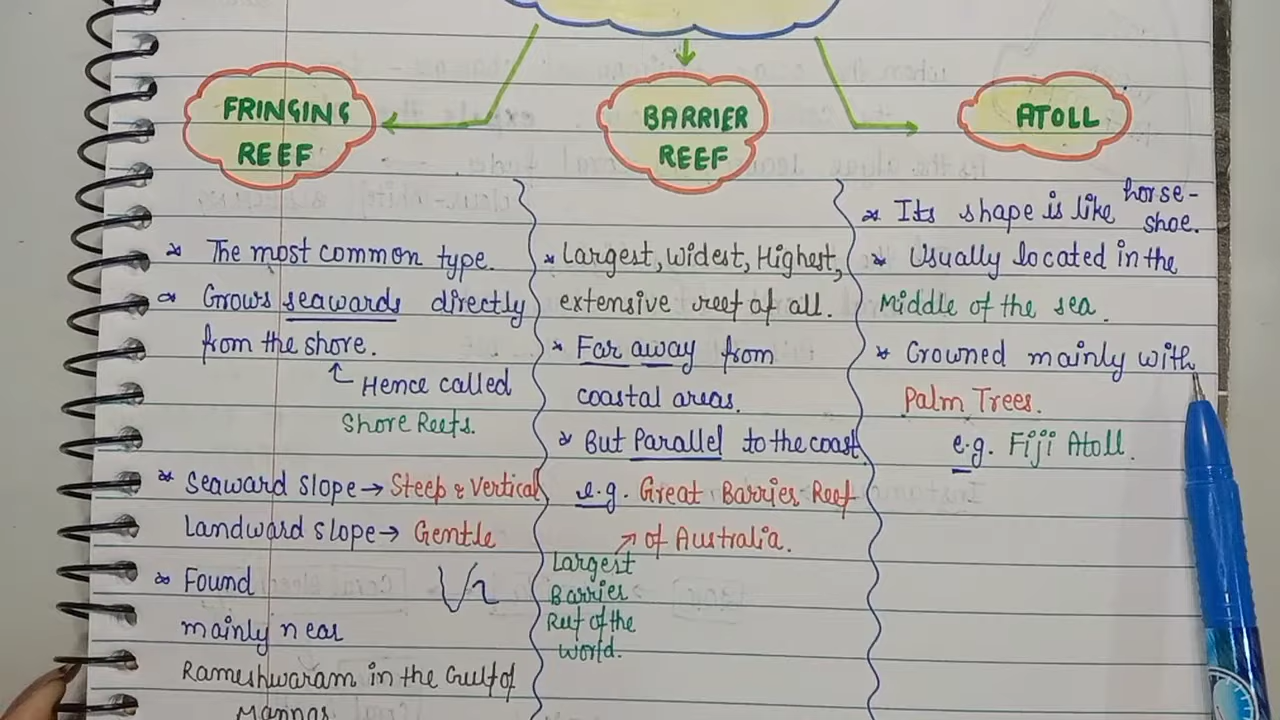 FRINGING
REEF
* The most common type.
* Grows seawards directly
from the shore.
Hence called
Shore Reefs.
* Seaward slope → Steep & Vertical
Landward slope → Gentle
* Found
mainly near
Rameshwaram in the Gulf of
Mannar
BARRIER
REEF
* Largest, Widest, Highest,
extensive reef of all.
* Far away from
coastal areas.
* But Parallel to the coast
e.g. Great Barrier Reef
of Australia.
Largest
Barrier
Reef of the
world.
ATOLL
* Its shape is like horse-
shoe.
* Usually located in the
Middle of the sea.
* Crowned mainly with
Palm Trees.
e.g. Fiji Atoll.